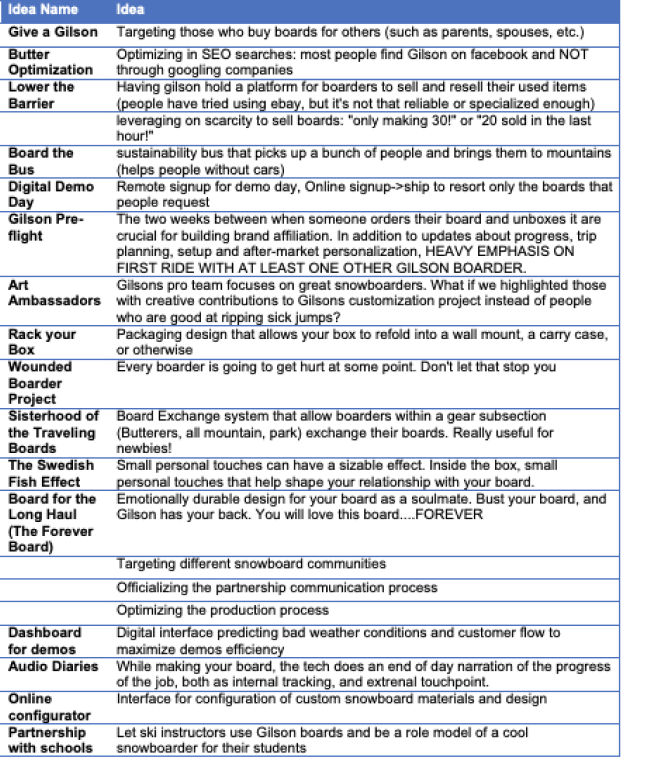 Idea Name Idea
Give a Gilson Targeting those who buy boards for others (such as parents, spouses, etc.)
Butter Optimizing in SEO searches: most people find Gilson on facebook and NOT
Optimization through googling companies
Lower the Having gilson hold a platform for boarders to sell and resell their used items
Barrier (people have tried using ebay, but it's not that reliable or specialized enough)
leveraging on scarcity to sell boards: "only making 30!" or "20 sold in the last
hour!"
Board the sustainability bus that picks up a bunch of people and brings them to mountains
Bus (helps people without cars)
Digital Demo Remote signup for demo day, Online signup->ship to resort only the boards that
Day people request
Gilson Pre- The two weeks between when someone orders their board and unboxes it are
flight crucial for building brand affiliation. In addition to updates about progress, trip
planning, setup and after-market personalization, HEAVY EMPHASIS ON
FIRST RIDE WITH AT LEAST ONE OTHER GILSON BOARDER.
Art Gilsons pro team focuses on great snowboarders. What if we highlighted those
Ambassadors with creative contributions to Gilsons customization project instead of people
who are good at ripping sick jumps?
Rack your Packaging design that allows your box to refold into a wall mount, a carry case,
Box or otherwise
Wounded Every boarder is going to get hurt at some point. Don't let that stop you
Boarder
Project
Sisterhood of Board Exchange system that allow boarders within a gear subsection
the Traveling (Butterers, all mountain, park) exchange their boards. Really useful for
Boards newbies!
The Swedish Small personal touches can have a sizable effect. Inside the box, small
Fish Effect personal touches that help shape your relationship with your board.
Board for the Emotionally durable design for your board as a soulmate. Bust your board, and
Long Haul Gilson has your back. You will love this board....FOREVER
(The Forever
Board)
Targeting different snowboard communities
Officializing the partnership communication process
Optimizing the production process
Dashboard Digital interface predicting bad weather conditions and customer flow to
for demos maximize demos efficiency
Audio Diaries While making your board, the tech does an end of day narration of the progress
of the job, both as internal tracking, and extrenal touchpoint.
Online Interface for configuration of custom snowboard materials and design
configurator
Partnership Let ski instructors use Gilson boards and be a role model of a cool
with schools snowboarder for their students